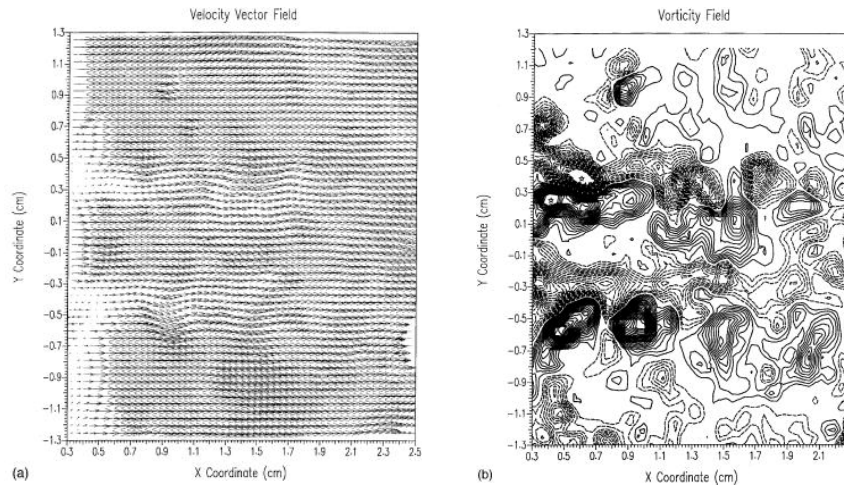 Velocity Vector Field
1.3
1.1
0.9
0.7
0.5
0.3
0.1
-0.1
-0.3
-0.5
-0.7
-0.9
-1.1
-1.3
Y Coordinate (cm)
0.3 0.5 0.7 0.9 1.1 1.3 1.5 1.7 1.9 2.1 2.3 2.5
X Coordinate (cm)
(a)
Vorticity Field
1.3
1.1
0.9
0.7
0.5
0.3
0.1
-0.1
-0.3
-0.5
-0.7
-0.9
-1.1
-1.3
Y Coordinate (cm)
0.3 0.5 0.7 0.9 1.1 1.3 1.5 1.7 1.9 2.1
X Coordinate (cm)
(b)